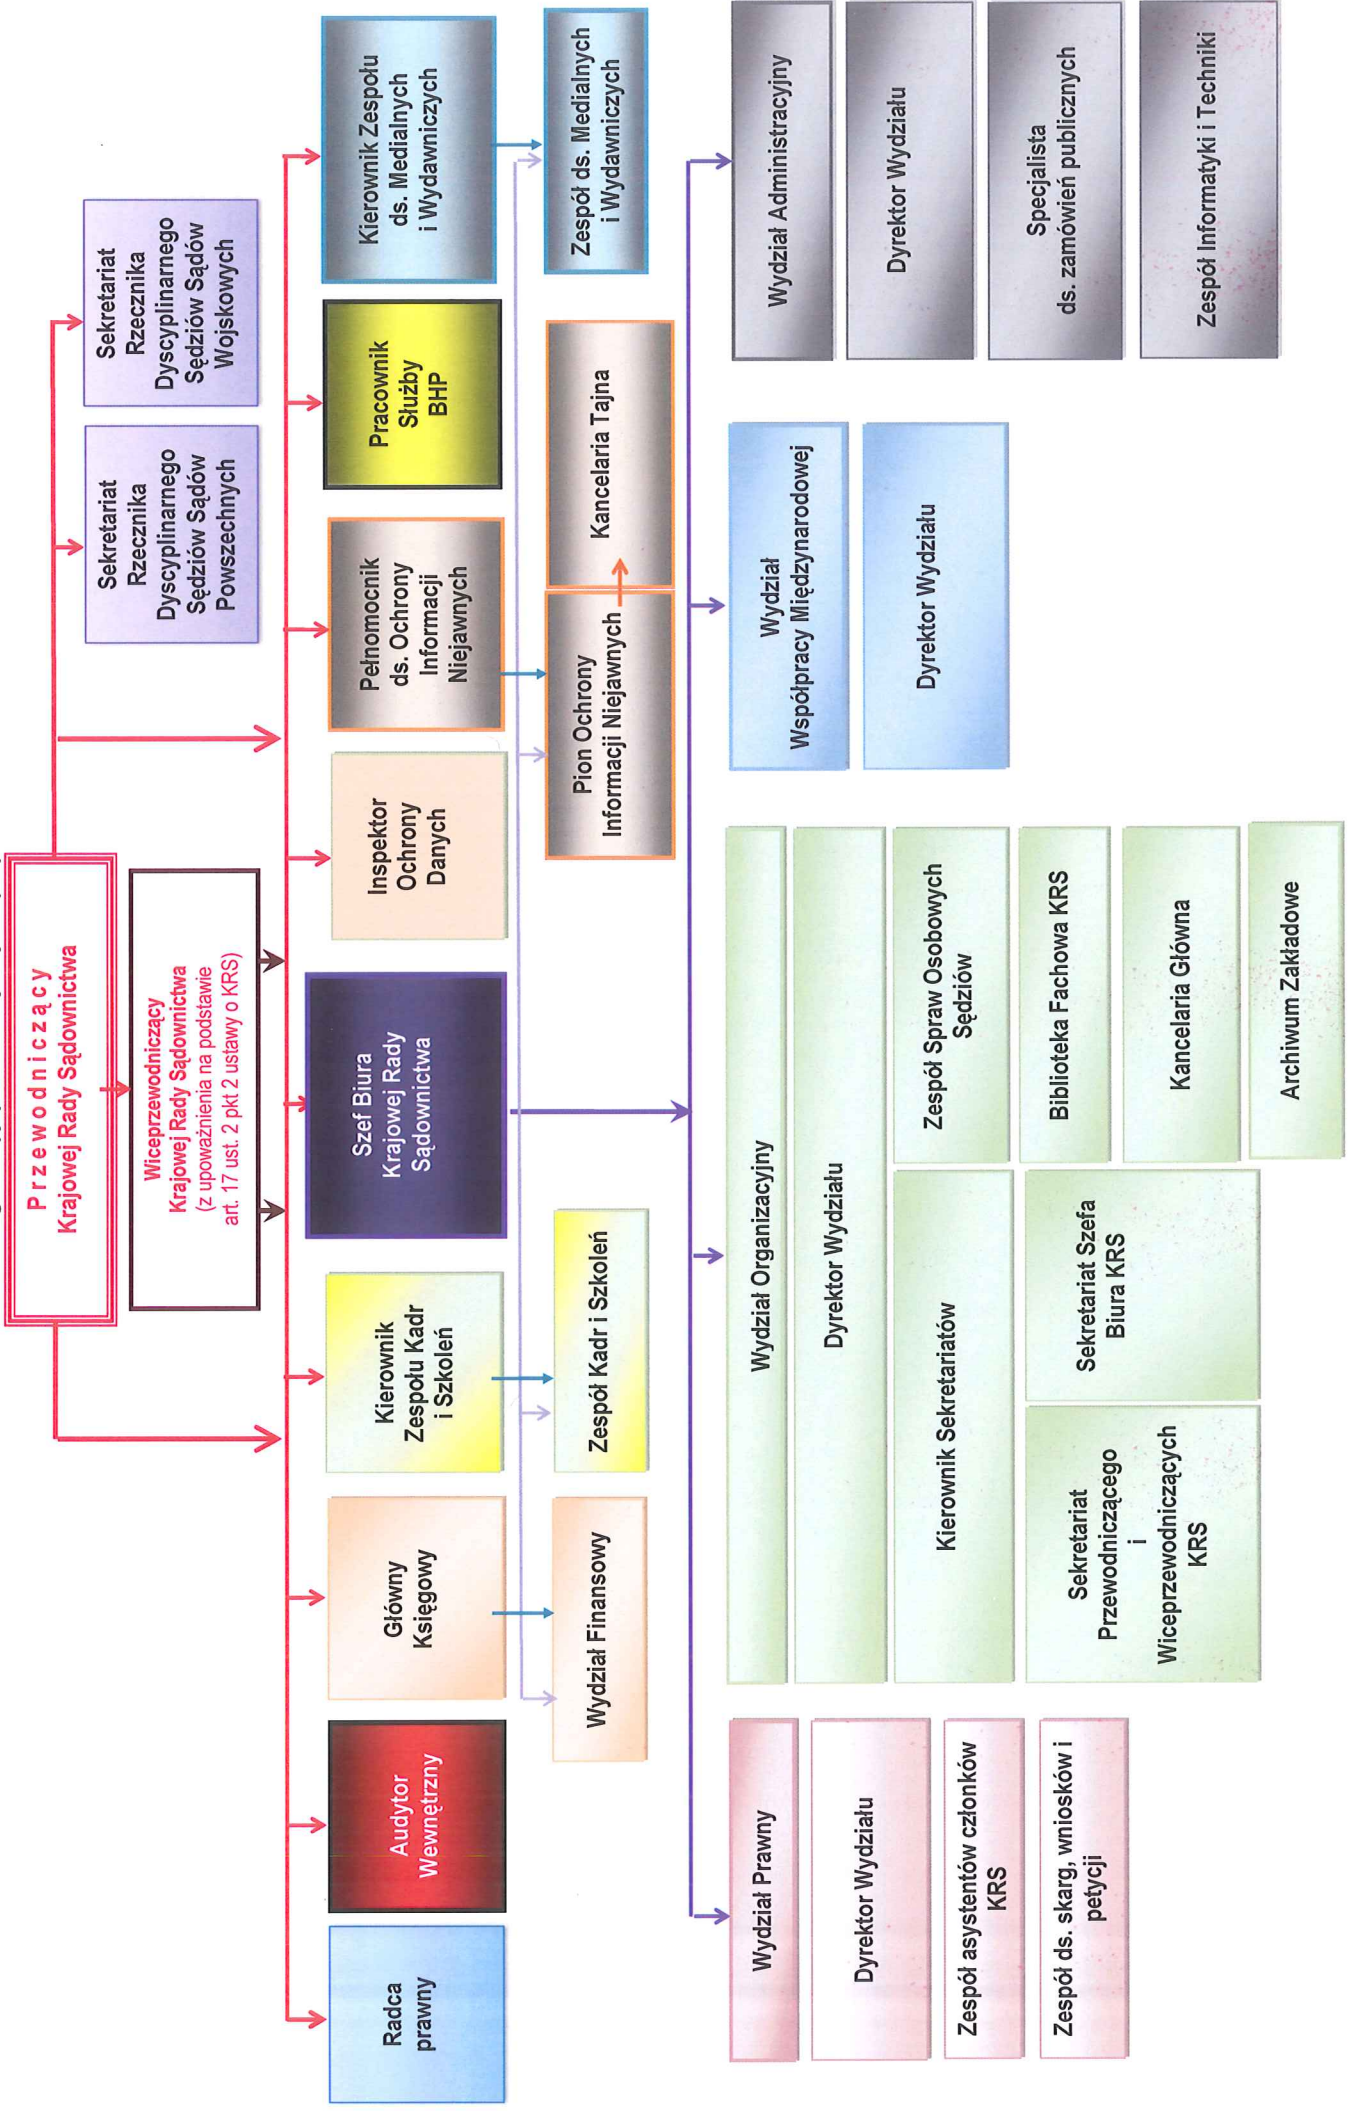 Przewodniczący
Krajowej Rady Sądownictwa
Wiceprzewodniczący
Krajowej Rady Sądownictwa
(z upoważnienia na podstawie
art. 17 ust. 2 pkt 2 ustawy o KRS)
Sekretariat
Rzecznika
Dyscyplinarnego
Sędziów Sądów
Powszechnych
Sekretariat
Rzecznika
Dyscyplinarnego
Sędziów Sądów
Wojskowych
Radca
prawny
Audytor
Wewnętrzny
Główny
Księgowy
Kierownik
Zespołu Kadr
i Szkoleń
Szef Biura
Krajowej Rady
Sądownictwa
Inspektor
Ochrony
Danych
Pełnomocnik
ds. Ochrony
Informacji
Niejawnych
Pracownik
Służby
BHP
Kierownik Zespołu
ds. Medialnych
i Wydawniczych
Wydział Finansowy
Zespół Kadr i Szkoleń
Pion Ochrony
Informacji Niejawnych
Kancelaria Tajna
Zespół ds. Medialnych
i Wydawniczych
Wydział Prawny
Dyrektor Wydziału
Zespół asystentów członków
KRS
Zespół ds. skarg, wniosków i
petycji
Wydział Organizacyjny
Dyrektor Wydziału
Kierownik Sekretariatów
Sekretariat
Przewodniczącego
i
Wiceprzewodniczących
KRS
Sekretariat Szefa
Biura KRS
Zespół Spraw Osobowych
Sędziów
Biblioteka Fachowa KRS
Kancelaria Główna
Archiwum Zakładowe
Wydział
Współpracy Międzynarodowej
Dyrektor Wydziału
Wydział Administracyjny
Dyrektor Wydziału
Specjalista
ds. zamówień publicznych
Zespół Informatyki i Techniki